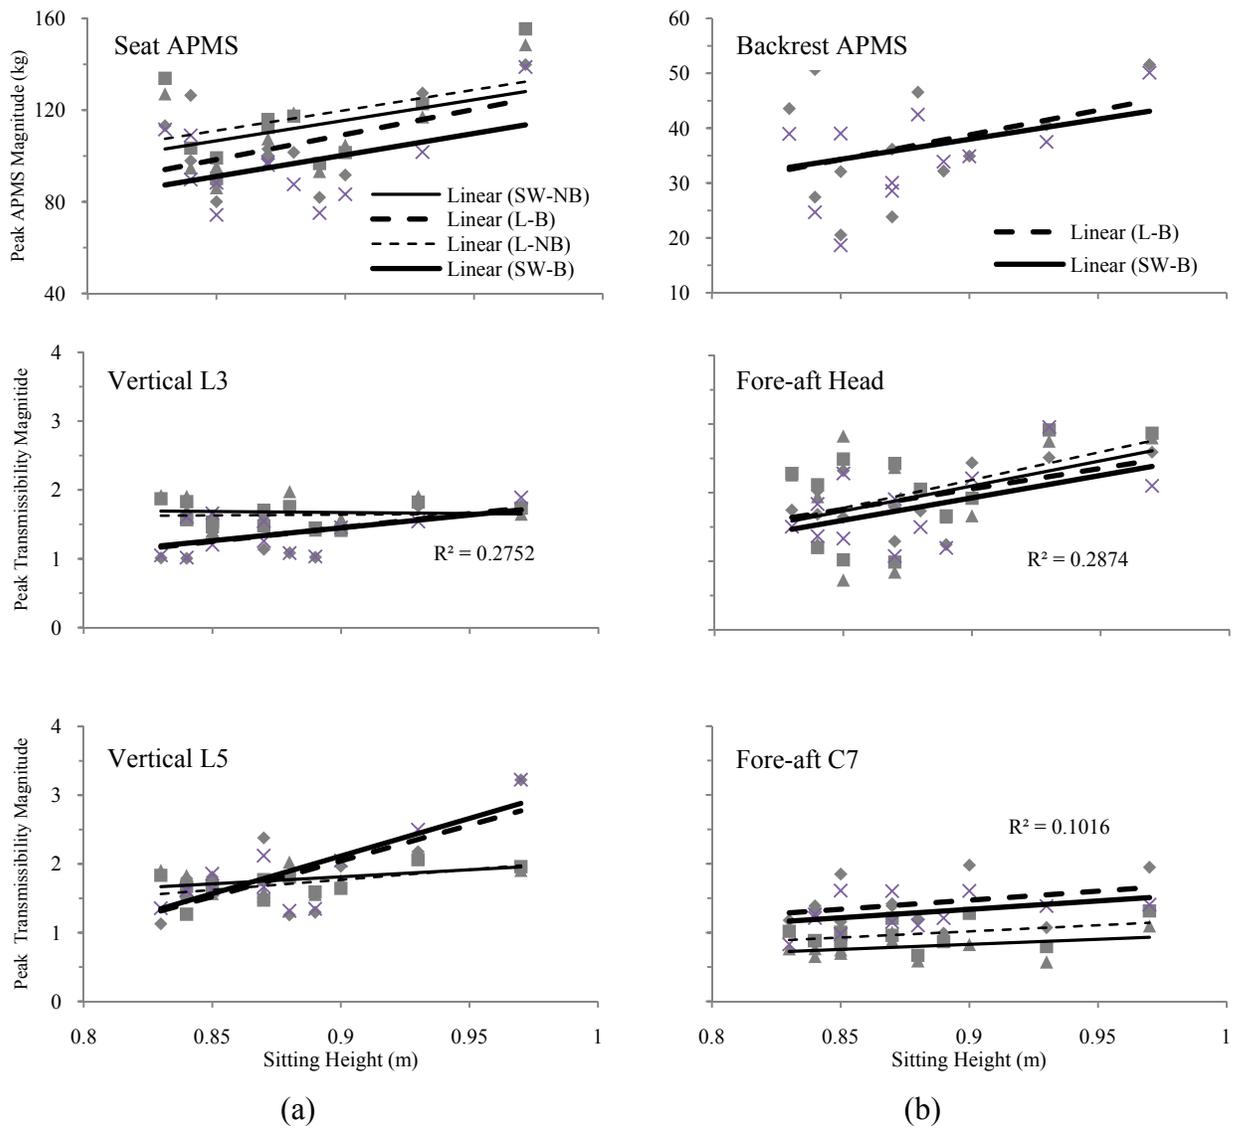 Seat APMS
Peak APMS Magnitude (kg)
160
120
80
40
Linear (SW-NB)
Linear (L-B)
Linear (L-NB)
Linear (SW-B)
Backrest APMS
60
50
40
30
20
10
Linear (L-B)
Linear (SW-B)
Vertical L3
Peak Transmissibility Magnitide
4
3
2
1
0
R² = 0.2752
Fore-aft Head
R² = 0.2874
Vertical L5
Peak Transmissibility Magnitude
4
3
2
1
0
0.8 0.85 0.9 0.95 1
Sitting Height (m)
(a)
Fore-aft C7
R² = 0.1016
0.8 0.85 0.9 0.95 1
Sitting Height (m)
(b)